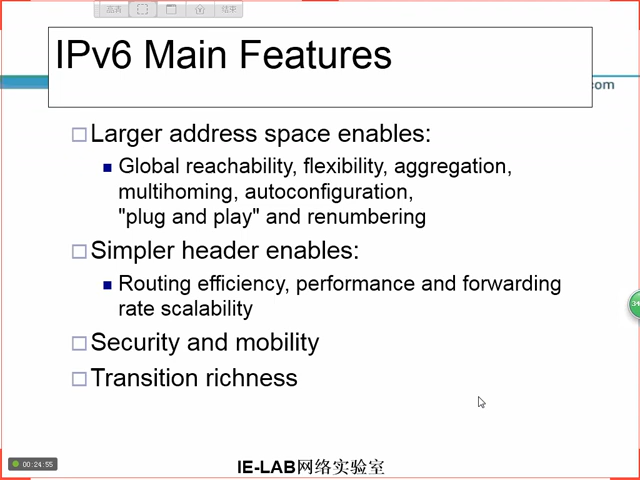 高清
结束
IPv6 Main Features
com
Larger address space enables:
Global reachability, flexibility, aggregation,
multihoming, autoconfiguration,
"plug and play" and renumbering
Simpler header enables:
Routing efficiency, performance and forwarding
rate scalability
Security and mobility
Transition richness
00:24:55
IE-LAB网络实验室